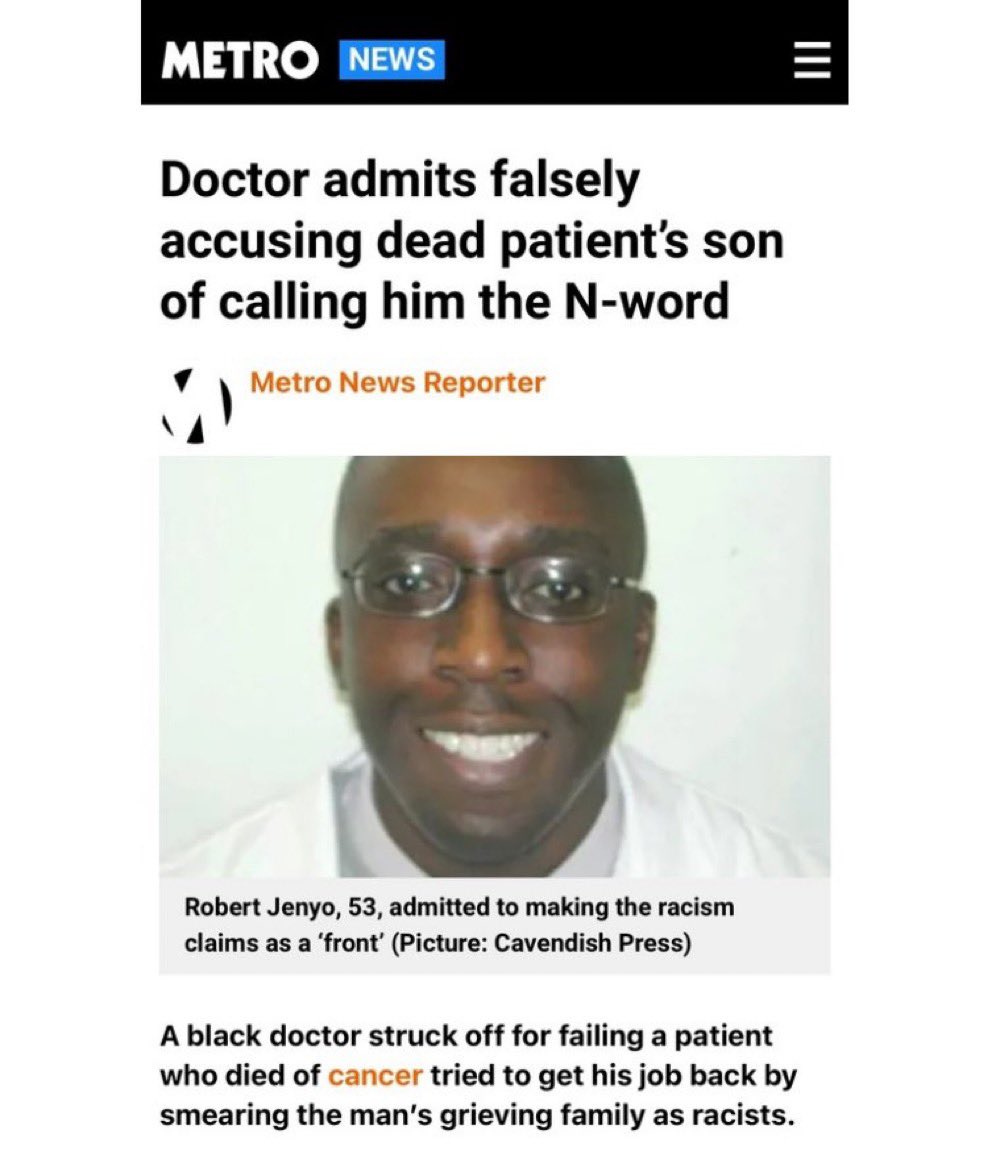 METRO NEWS
Doctor admits falsely
accusing dead patient’s son
of calling him the N-word
Metro News Reporter
Robert Jenyo, 53, admitted to making the racism
claims as a ‘front’ (Picture: Cavendish Press)
A black doctor struck off for failing a patient
who died of cancer tried to get his job back by
smearing the man’s grieving family as racists.